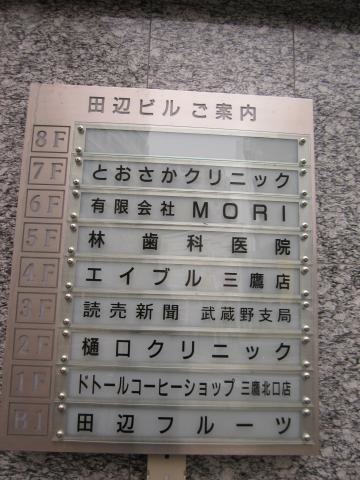 田辺ビルご案内
8F
7F とおさかクリニック
6F 有限会社 MORI
5F 林歯科医院
4F エイブル 三鷹店
3F 読売新聞 武蔵野支局
2F 樋口クリニック
1F ドトールコーヒーショップ 三鷹北口店
B1 田辺フルーツ